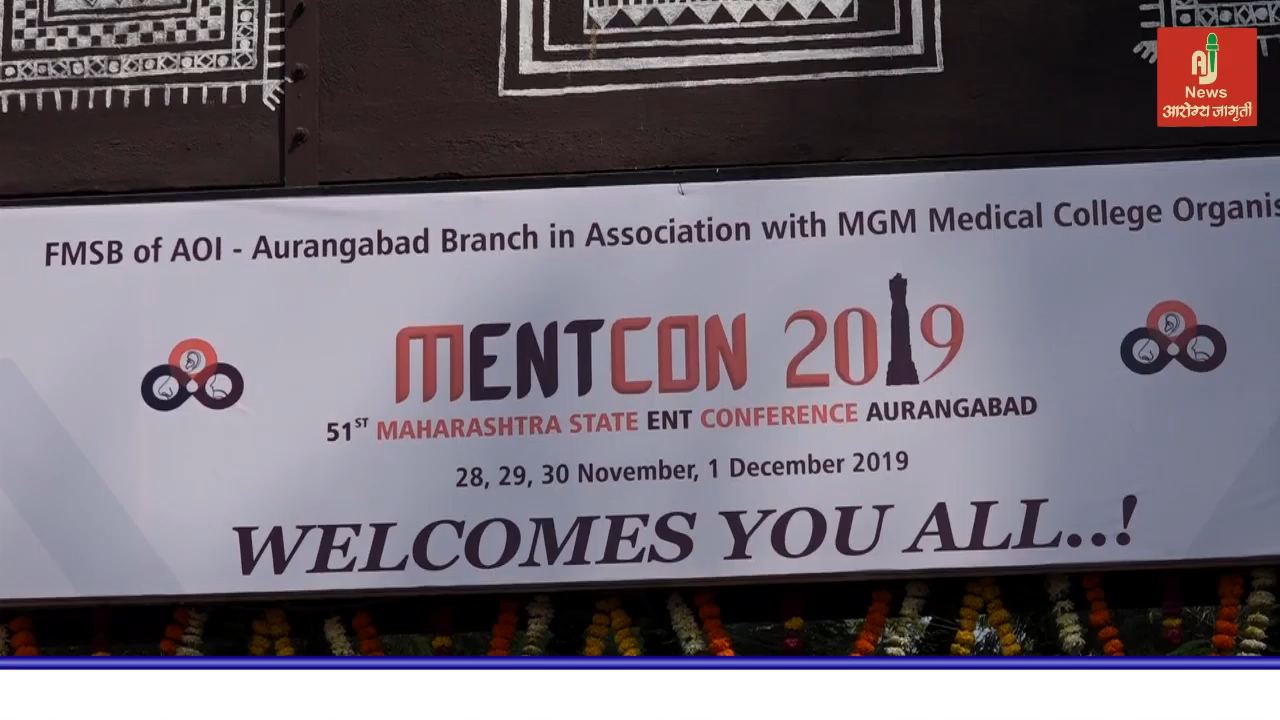 AJ
News
आरोग्य जागृती
FMSB of AOI - Aurangabad Branch in Association with MGM Medical College
MENTCON 2019
51ST MAHARASHTRA STATE ENT CONFERENCE AURANGABAD
28, 29, 30 November, 1 December 2019
WELCOMES YOU ALL..!